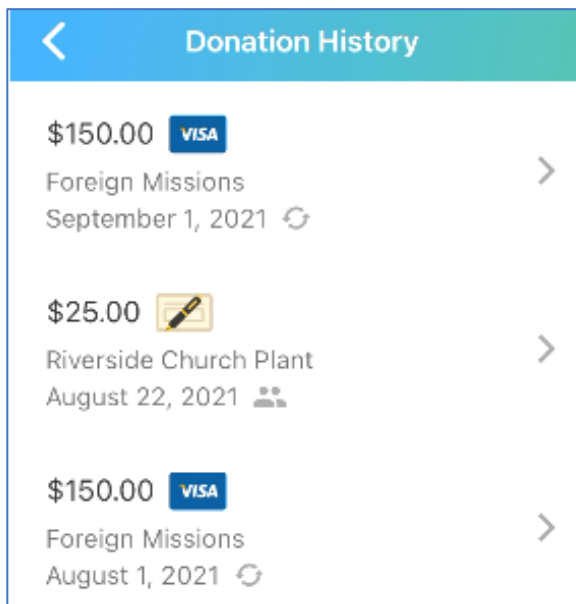 Donation History
$150.00 VISA
Foreign Missions
September 1, 2021
$25.00
Riverside Church Plant
August 22, 2021
$150.00 VISA
Foreign Missions
August 1, 2021